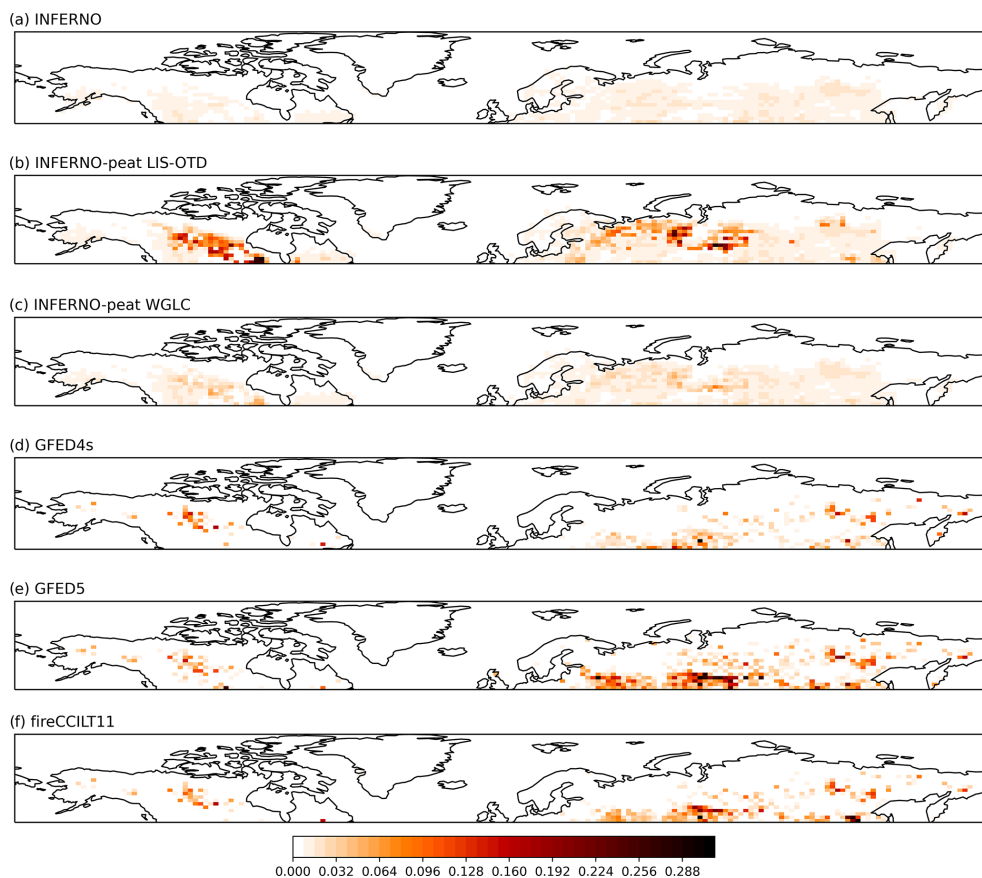 (a) INFERNO
(b) INFERNO-peat LIS-OTD
(c) INFERNO-peat WGLC
(d) GFED4s
(e) GFED5
(f) fireCCILT11
0.000 0.032 0.064 0.096 0.128 0.160 0.192 0.224 0.256 0.288